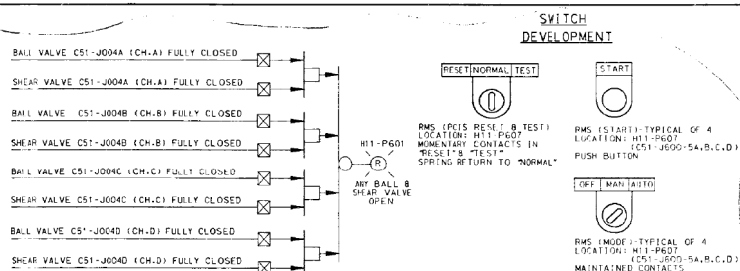 SWITCH
DEVELOPMENT
BALL VALVE C51-J004A (CH.A) FULLY CLOSED
SHEAR VALVE C51-J004A (CH.A) FULLY CLOSED
BALL VALVE C51-J004B (CH.B) FULLY CLOSED
SHEAR VALVE C51-J004B (CH.B) FULLY CLOSED
BALL VALVE C51-J004C (CH.C) FULLY CLOSED
SHEAR VALVE C51-J004C (CH.C) FULLY CLOSED
BALL VALVE C51-J004D (CH.D) FULLY CLOSED
SHEAR VALVE C51-J004D (CH.D) FULLY CLOSED
H11-P601
R
ANY BALL &
SHEAR VALVE
OPEN
RESET NORMAL TEST
RMS (PCIS RESET & TEST)
LOCATION: H11-P607
MOMENTARY CONTACTS IN
"RESET" & "TEST"
SPRING RETURN TO "NORMAL"
START
RMS (START)-TYPICAL OF 4
LOCATION: H11-P607
(C51-J600-5A,B,C,D)
PUSH BUTTON
OFF MAN AUTO
RMS (MODE)-TYPICAL OF 4
LOCATION: H11-P607
(C51-J600-5A,B,C,D)
MAINTAINED CONTACTS